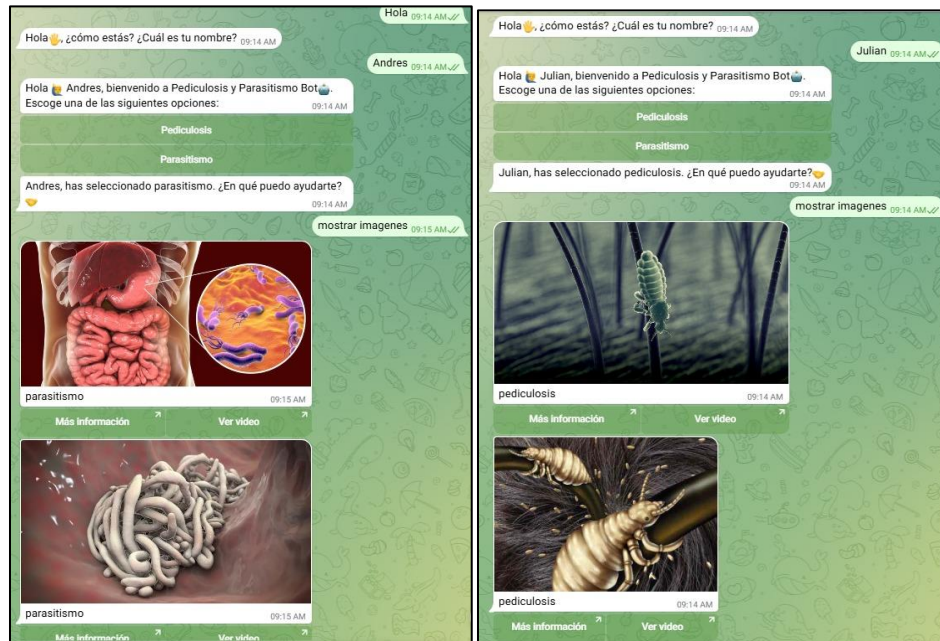 Hola 09:14 AM
Hola🖐, ¿cómo estás? ¿Cuál es tu nombre? 09:14 AM
Andres 09:14 AM
Hola 🙋 Andres, bienvenido a Pediculosis y Parasitismo Bot🤖.
Escoge una de las siguientes opciones: 09:14 AM
Pediculosis
Parasitismo
Andres, has seleccionado parasitismo. ¿En qué puedo ayudarte?
🤝 09:14 AM
mostrar imagenes 09:15 AM
parasitismo 09:15 AM
Más información Ver video
parasitismo 09:15 AM
Más información Ver video
Hola🖐, ¿cómo estás? ¿Cuál es tu nombre? 09:14 AM
Julian 09:14 AM
Hola 🙋 Julian, bienvenido a Pediculosis y Parasitismo Bot🤖.
Escoge una de las siguientes opciones: 09:14 AM
Pediculosis
Parasitismo
Julian, has seleccionado pediculosis. ¿En qué puedo ayudarte?🤝
09:14 AM
mostrar imagenes 09:14 AM
pediculosis 09:14 AM
Más información Ver video
pediculosis 09:14 AM
Más información Ver video